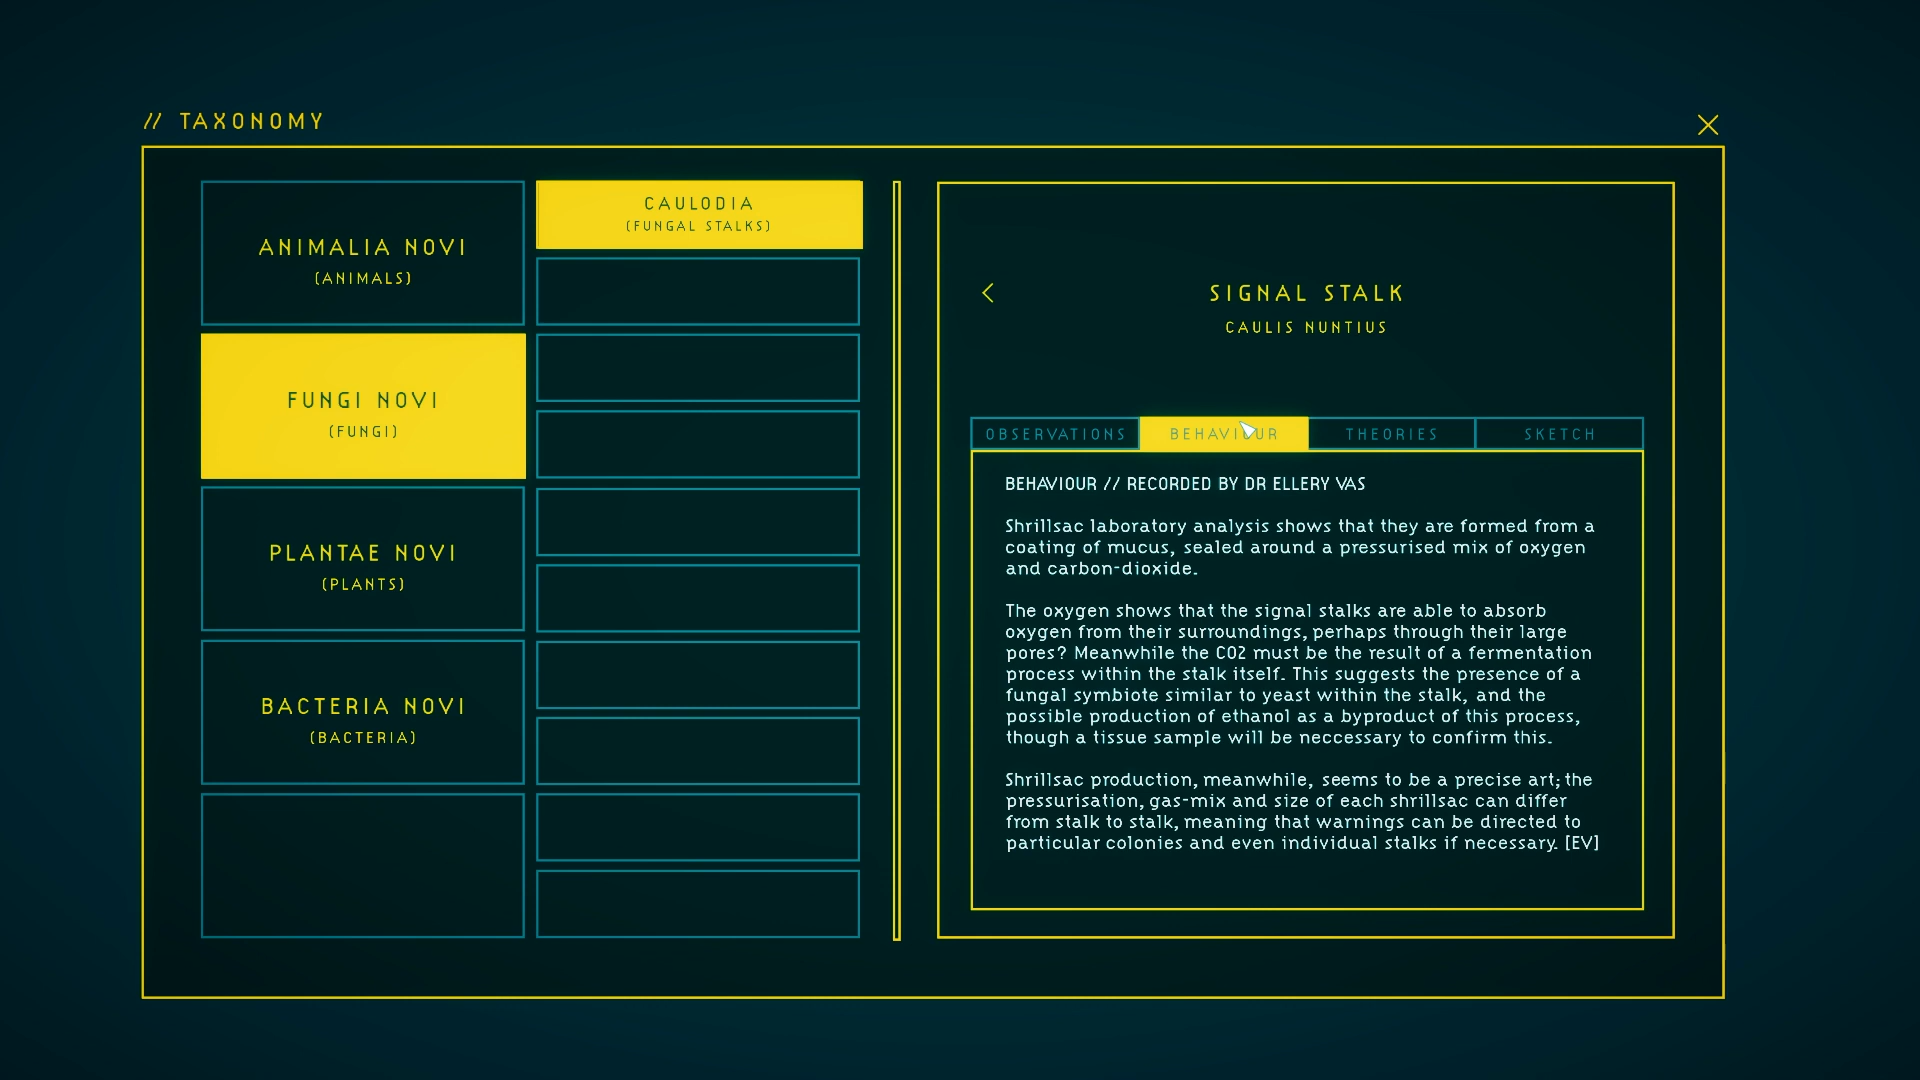 // TAXONOMY
ANIMALIA NOVI
(ANIMALS)
FUNGI NOVI
(FUNGI)
PLANTAE NOVI
(PLANTS)
BACTERIA NOVI
(BACTERIA)
CAULODIA
(FUNGAL STALKS)
SIGNAL STALK
CAULIS NUNTIUS
OBSERVATIONS
BEHAVIOUR
THEORIES
SKETCH
BEHAVIOUR // RECORDED BY DR ELLERY VAS
Shrillsac laboratory analysis shows that they are formed from a
coating of mucus, sealed around a pressurised mix of oxygen
and carbon-dioxide.
The oxygen shows that the signal stalks are able to absorb
oxygen from their surroundings, perhaps through their large
pores? Meanwhile the CO2 must be the result of a fermentation
process within the stalk itself. This suggests the presence of a
fungal symbiote similar to yeast within the stalk, and the
possible production of ethanol as a byproduct of this process,
though a tissue sample will be neccessary to confirm this.
Shrillsac production, meanwhile, seems to be a precise art; the
pressurisation, gas-mix and size of each shrillsac can differ
from stalk to stalk, meaning that warnings can be directed to
particular colonies and even individual stalks if necessary. [EV]